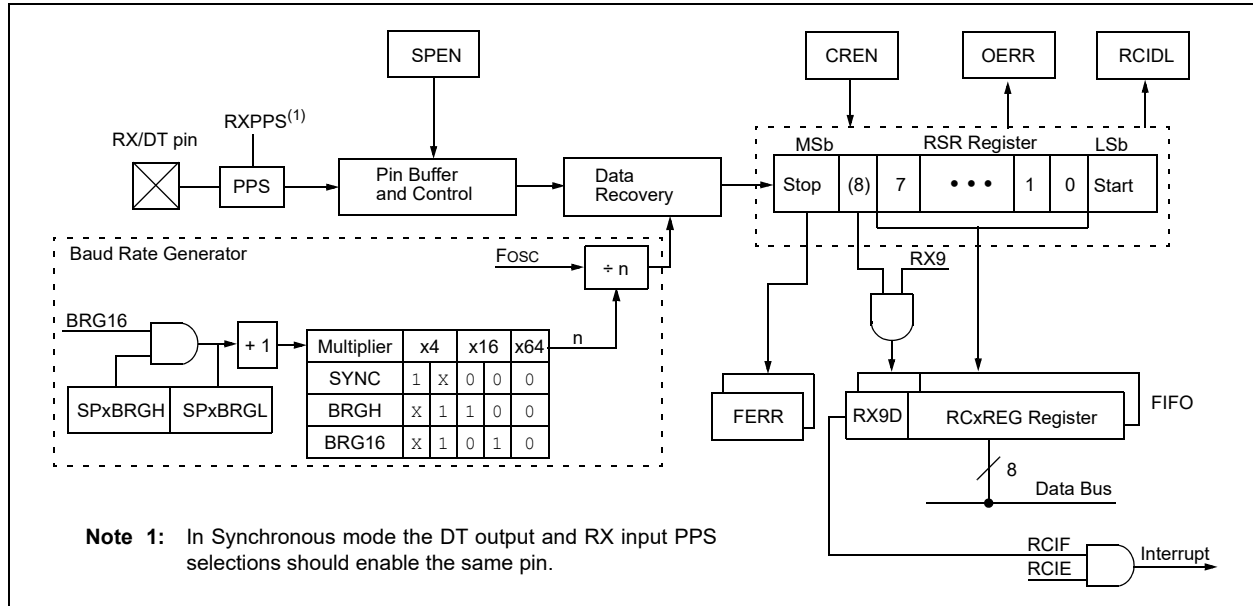 SPEN
CREN
OERR
RCIDL
RXPPS(1)
RX/DT pin
PPS
Pin Buffer
and Control
Data
Recovery
MSb
RSR Register
LSb
Stop (8) 7 • • • 1 0 Start
Baud Rate Generator
FOSC
÷ n
RX9
BRG16
+ 1
n
Multiplier x4 x16 x64
SYNC 1 X 0 0 0
BRGH X 1 1 0 0
BRG16 X 1 0 1 0
SPxBRGH SPxBRGL
FERR
RX9D
RCxREG Register
FIFO
8
Data Bus
Note 1: In Synchronous mode the DT output and RX input PPS
selections should enable the same pin.
RCIF
RCIE
Interrupt